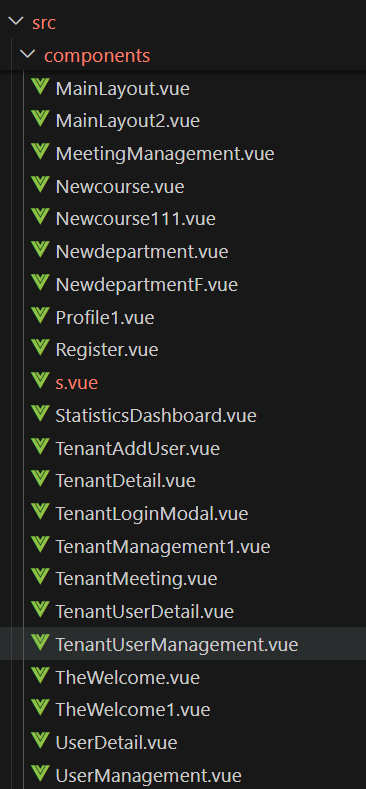 src
components
MainLayout.vue
MainLayout2.vue
MeetingManagement.vue
Newcourse.vue
Newcourse111.vue
Newdepartment.vue
NewdepartmentF.vue
Profile1.vue
Register.vue
s.vue
StatisticsDashboard.vue
TenantAddUser.vue
TenantDetail.vue
TenantLoginModal.vue
TenantManagement1.vue
TenantMeeting.vue
TenantUserDetail.vue
TenantUserManagement.vue
TheWelcome.vue
TheWelcome1.vue
UserDetail.vue
UserManagement.vue